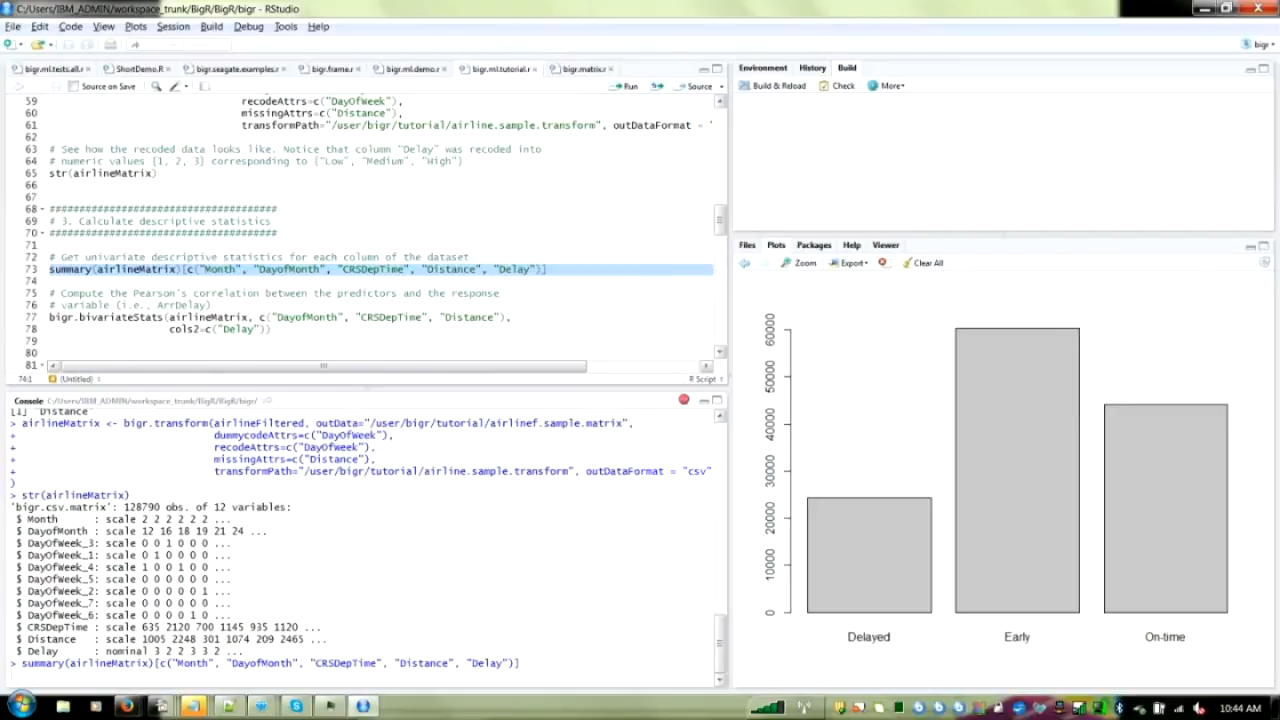 C:/Users/IBM_ADMIN/workspace_trunk/BigR/BigR/bigr - RStudio
File Edit Code View Plots Session Build Debug Tools Help
bigr
bigr.ml.tests.all.r ShortDemo.R bigr.seagate.examples.r bigr.frame.r bigr.ml.demo.r bigr.ml.tutorial.r bigr.matrix.r
Source on Save Run Source
59
60 recodeAttrs=c("DayOfWeek"),
61 missingAttrs=c("Distance"),
62 transformPath="/user/bigr/tutorial/airline.sample.transform", outDataFormat = "
63 # See how the recoded data looks like. Notice that column "Delay" was recoded into
64 # numeric values {1, 2, 3} corresponding to {"Low", "Medium", "High"}
65 str(airlineMatrix)
66
67
68 ######################################
69 # 3. Calculate descriptive statistics
70 ######################################
71
72 # Get univariate descriptive statistics for each column of the dataset
73 summary(airlineMatrix)[c("Month", "DayofMonth", "CRSDepTime", "Distance", "Delay")]
74
75 # Compute the Pearson's correlation between the predictors and the response
76 # variable (i.e., ArrDelay)
77 bigr.bivariateStats(airlineMatrix, c("DayofMonth", "CRSDepTime", "Distance"),
78 cols2=c("Delay"))
79
80
81
74:1 (Untitled) R Script
Console C:/Users/IBM_ADMIN/workspace_trunk/BigR/BigR/bigr/
[1] "Distance"
> airlineMatrix <- bigr.transform(airlineFiltered, outData="/user/bigr/tutorial/airlinef.sample.matrix",
+ dummycodeAttrs=c("DayOfWeek"),
+ recodeAttrs=c("DayOfWeek"),
+ missingAttrs=c("Distance"),
+ transformPath="/user/bigr/tutorial/airline.sample.transform", outDataFormat = "csv"
)
> str(airlineMatrix)
'bigr.csv.matrix': 128790 obs. of 12 variables:
$ Month : scale 2 2 2 2 2 2 ...
$ DayofMonth : scale 12 16 18 19 21 24 ...
$ DayOfWeek_3: scale 0 0 1 0 0 0 ...
$ DayOfWeek_1: scale 0 1 0 0 0 0 ...
$ DayOfWeek_4: scale 1 0 0 1 0 0 ...
$ DayOfWeek_5: scale 0 0 0 0 0 0 ...
$ DayOfWeek_2: scale 0 0 0 0 0 1 ...
$ DayOfWeek_7: scale 0 0 0 0 0 0 ...
$ DayOfWeek_6: scale 0 0 0 0 1 0 ...
$ CRSDepTime : scale 635 2120 700 1145 935 1120 ...
$ Distance : scale 1005 2248 301 1074 209 2465 ...
$ Delay : nominal 3 2 2 3 3 2 ...
> summary(airlineMatrix)[c("Month", "DayofMonth", "CRSDepTime", "Distance", "Delay")]
Environment History Build
Build & Reload Check More
Files Plots Packages Help Viewer
Zoom Export Clear All
60000
50000
40000
30000
20000
10000
0
Delayed Early On-time
10:44 AM